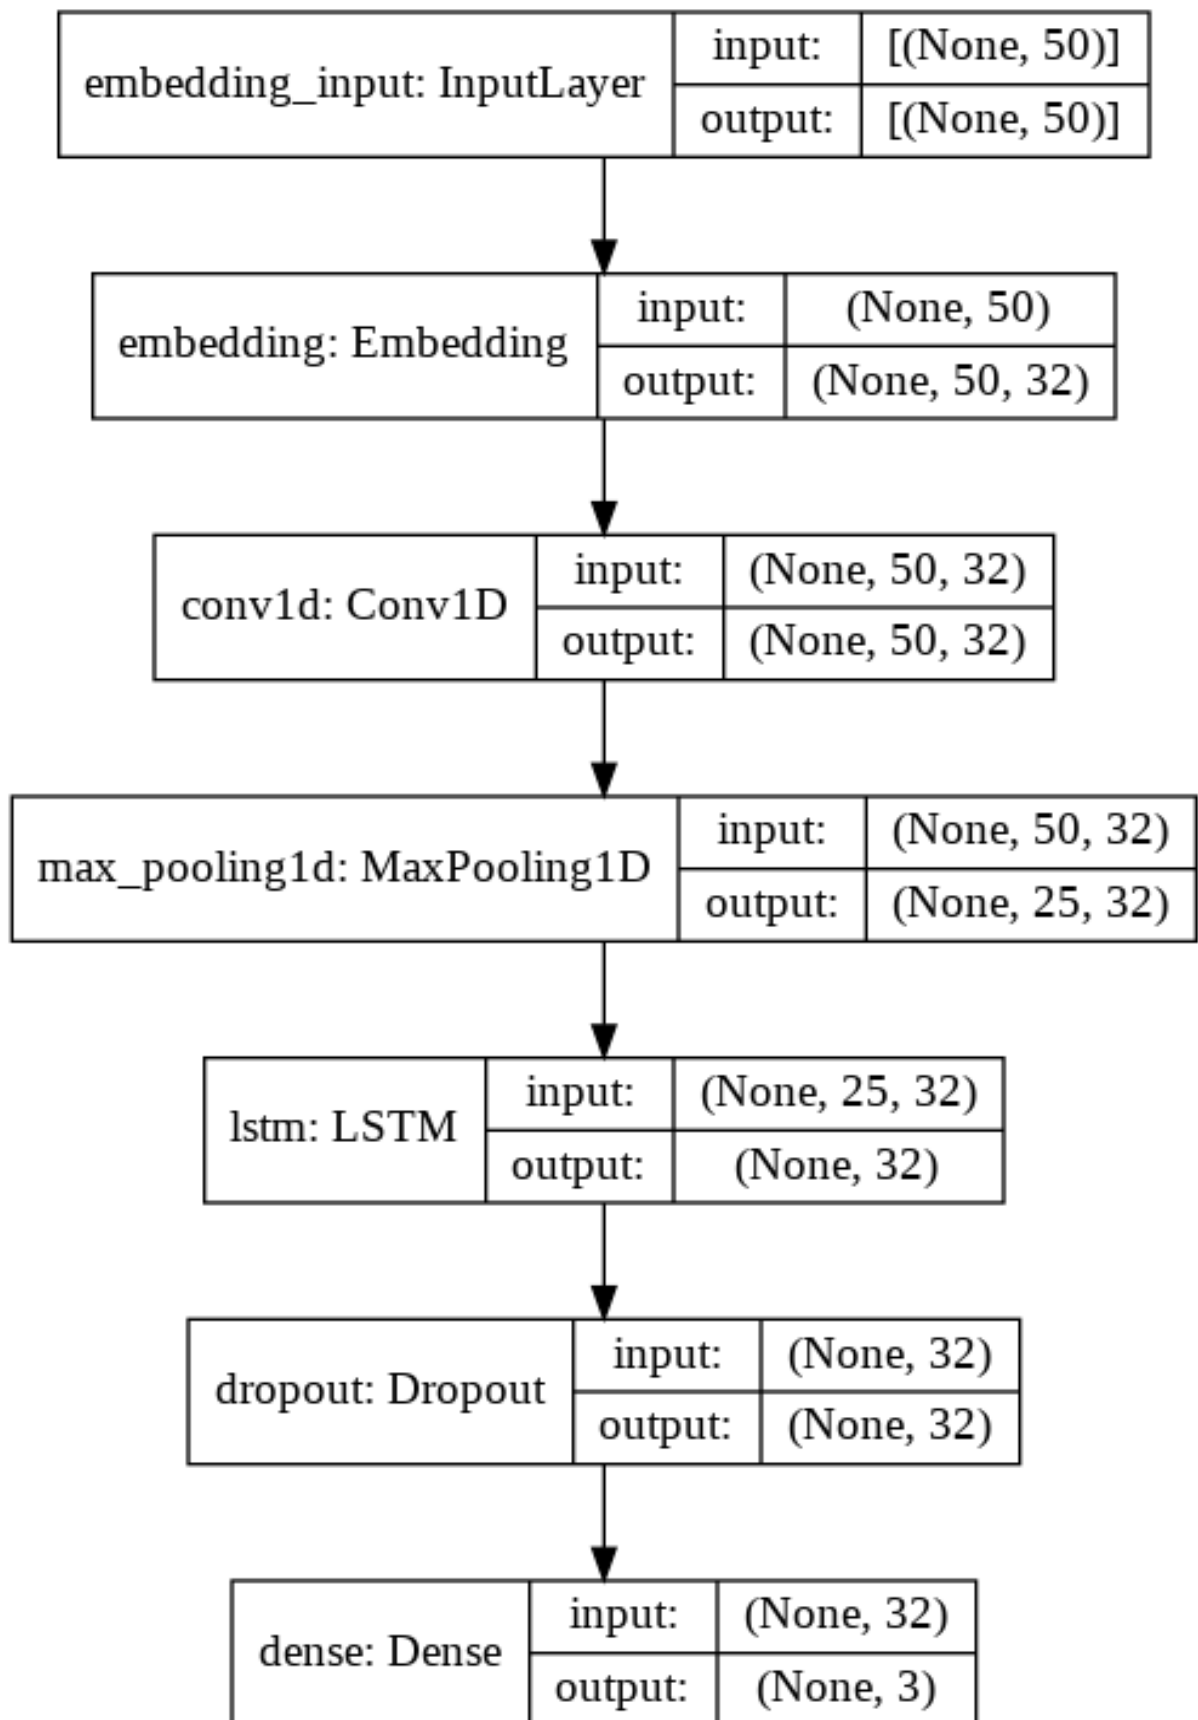 embedding_input: InputLayer
input: [(None, 50)]
output: [(None, 50)]
embedding: Embedding
input: (None, 50)
output: (None, 50, 32)
conv1d: Conv1D
input: (None, 50, 32)
output: (None, 50, 32)
max_pooling1d: MaxPooling1D
input: (None, 50, 32)
output: (None, 25, 32)
lstm: LSTM
input: (None, 25, 32)
output: (None, 32)
dropout: Dropout
input: (None, 32)
output: (None, 32)
dense: Dense
input: (None, 32)
output: (None, 3)